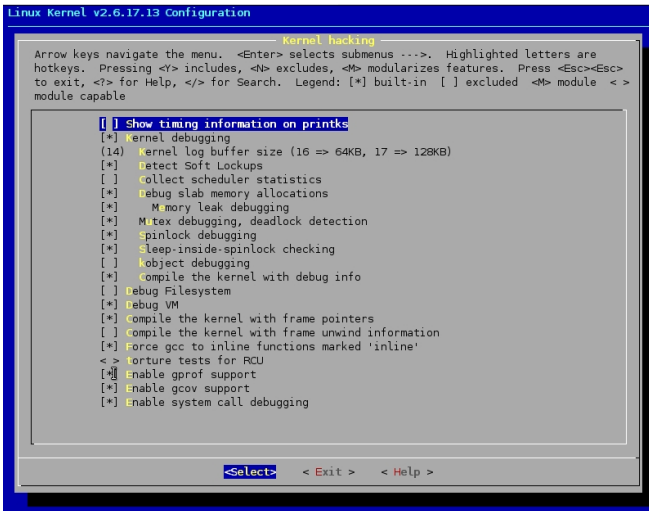 Linux Kernel v2.6.17.13 Configuration
Kernel hacking
Arrow keys navigate the menu.  <Enter> selects submenus --->.  Highlighted letters are
hotkeys.  Pressing <Y> includes, <N> excludes, <M> modularizes features.  Press <Esc><Esc>
to exit, <?> for Help, </> for Search.  Legend: [*] built-in  [ ] excluded  <M> module  < >
module capable
[ ] Show timing information on printks
[*] Kernel debugging
(14)  Kernel log buffer size (16 => 64KB, 17 => 128KB)
[*]   Detect Soft Lockups
[ ]   Collect scheduler statistics
[*]   Debug slab memory allocations
[*]     Memory leak debugging
[*]   Mutex debugging, deadlock detection
[*]   Spinlock debugging
[*]   Sleep-inside-spinlock checking
[ ]   kobject debugging
[*]   Compile the kernel with debug info
[ ] Debug Filesystem
[*] Debug VM
[*] Compile the kernel with frame pointers
[ ] Compile the kernel with frame unwind information
[*] Force gcc to inline functions marked 'inline'
< > torture tests for RCU
[*] Enable gprof support
[*] Enable gcov support
[*] Enable system call debugging
<Select>    < Exit >    < Help >